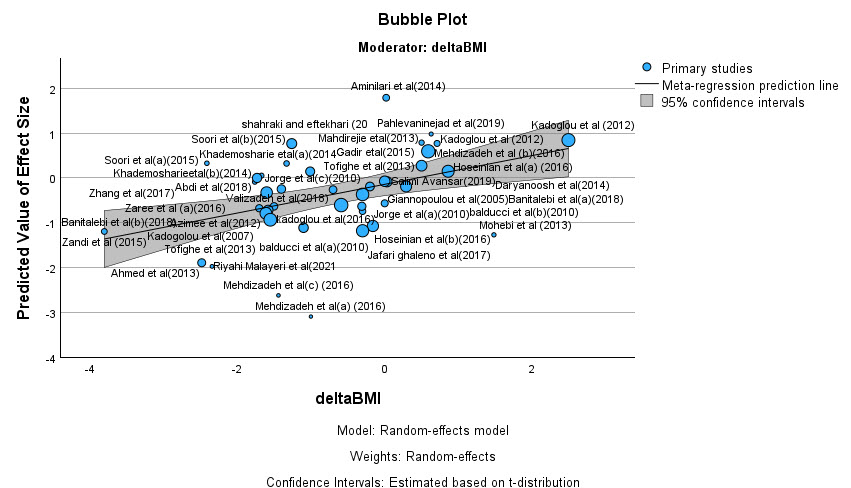 Bubble Plot
Moderator: deltaBMI
Primary studies
Meta-regression prediction line
95% confidence intervals
Predicted Value of Effect Size
2
1
0
-1
-2
-3
-4
Aminilari et al(2014)
shahraki and eftekhari (20
Pahlevaninejad et al(2019)
Kadoglou et al (2012)
Soori et al(b)(2015)
Mahdirejie etal(2013)
Kadoglou et al (2012)
Soori et al(a)(2015)
Khademosharie et(a)(2014
Gadir etal(2015)
Mehdizadeh et al (b)(2016)
Khademosharieetal(b)(2014)
Jorge et al(c)(2010)
Tofighe et al(2013)
Hoseinian et al(a) (2016)
Abdi et al(2018)
Salimi Avansar(2019)
Daryanoosh et al(2014)
Zhang et al(2017)
Valizadeh et al(2018)
Giannopoulou et al(2005)
Banitalebi et al(a)(2018)
Zaree et al (a)(2016)
Jorge et al(a)(2010)
balducci et al(b)(2010)
Banitalebi et al(b)(2018
Azimee et al(2012)
kadoglou et al(2016)
Mohebi et al (2013)
Zandi et al (2015)
Kadogolou et al(2007)
Hoseinian et al(b)(2016)
Tofighe et al(2013)
balducci et al(a)(2010)
Jafari ghaleno et al(2017)
Ahmed et al(2013)
Riyahi Malayeri et al(2021
Mehdizadeh et al(c) (2016)
Mehdizadeh et al(a) (2016)
-4
-2
0
2
deltaBMI
Model: Random-effects model
Weights: Random-effects
Confidence Intervals: Estimated based on t-distribution